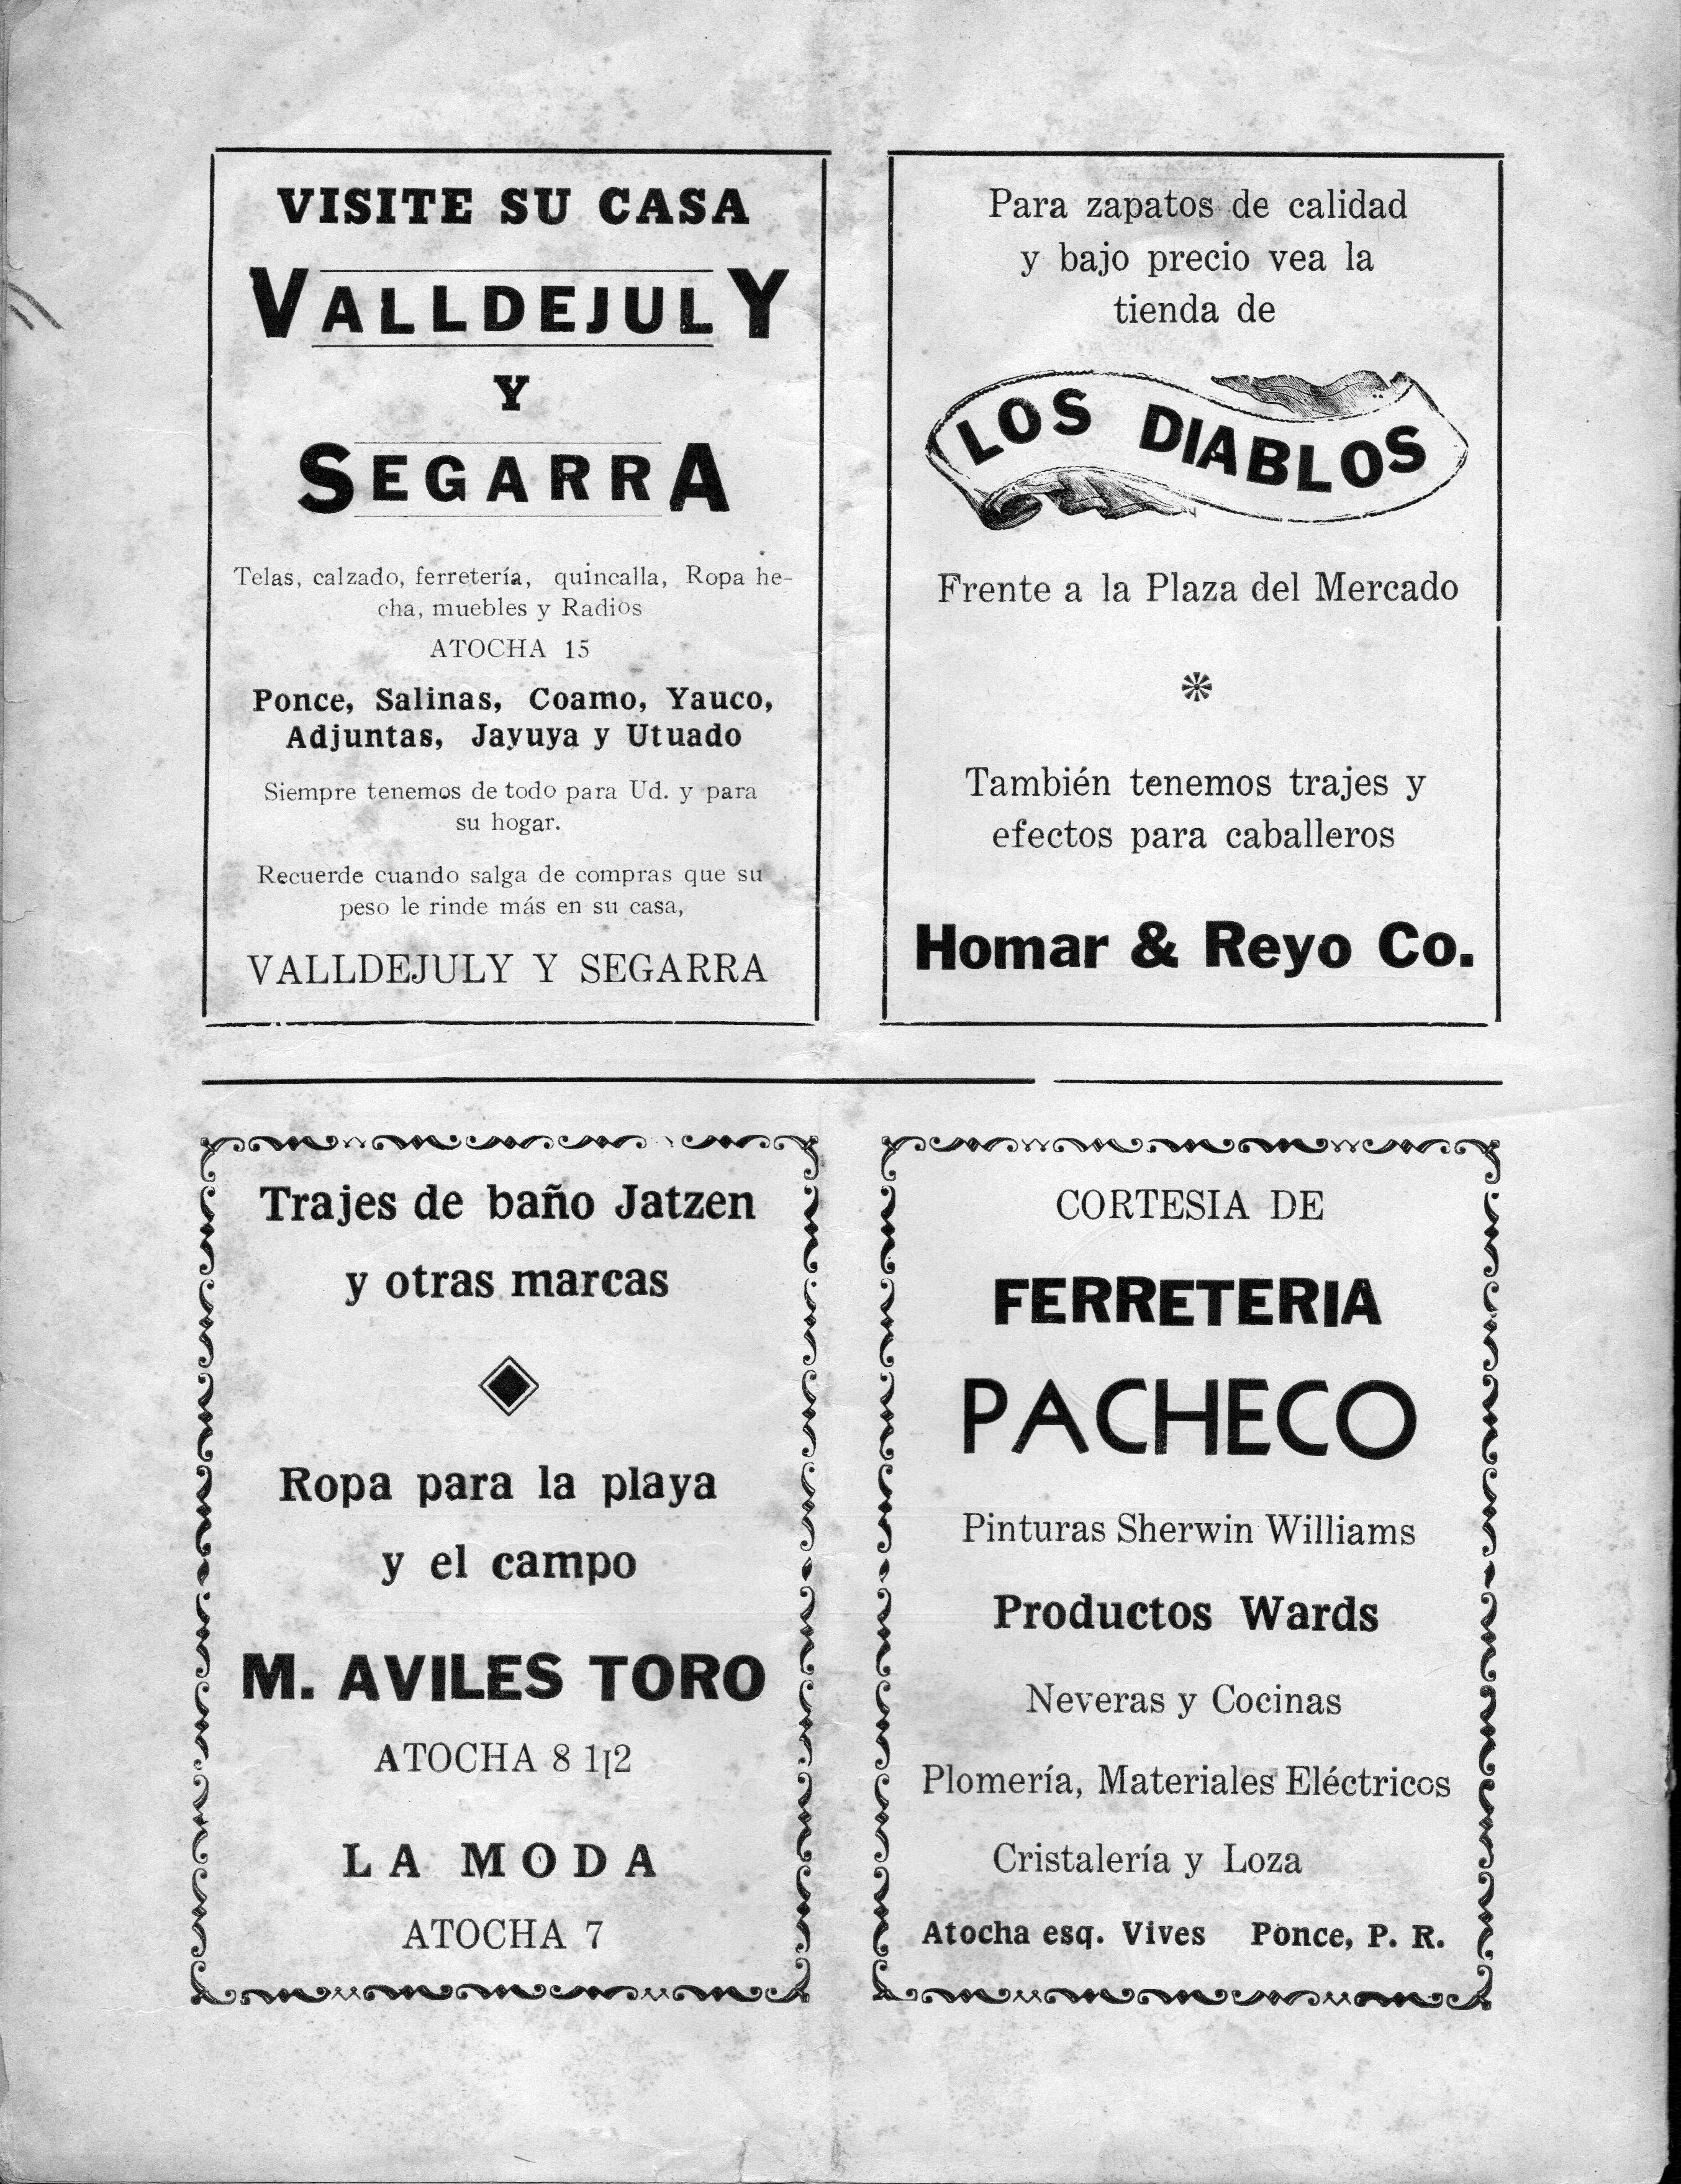 VISITE SU CASA
VALLDEJULY
Y
SEGARRA
Telas, calzado, ferretería, quincalla, Ropa he-
cha, muebles y Radios
ATOCHA 15
Ponce, Salinas, Coamo, Yauco,
Adjuntas, Jayuya y Utuado
Siempre tenemos de todo para Ud. y para
su hogar.
Recuerde cuando salga de compras que su
peso le rinde más en su casa,
VALLDEJULY Y SEGARRA
Para zapatos de calidad
y bajo precio vea la
tienda de
LOS DIABLOS
Frente a la Plaza del Mercado
También tenemos trajes y
efectos para caballeros
Homar & Reyo Co.
Trajes de baño Jatzen
y otras marcas
Ropa para la playa
y el campo
M. AVILES TORO
ATOCHA 8 1|2
LA MODA
ATOCHA 7
CORTESIA DE
FERRETERIA
PACHECO
Pinturas Sherwin Williams
Productos Wards
Neveras y Cocinas
Plomería, Materiales Eléctricos
Cristalería y Loza
Atocha esq. Vives Ponce, P. R.